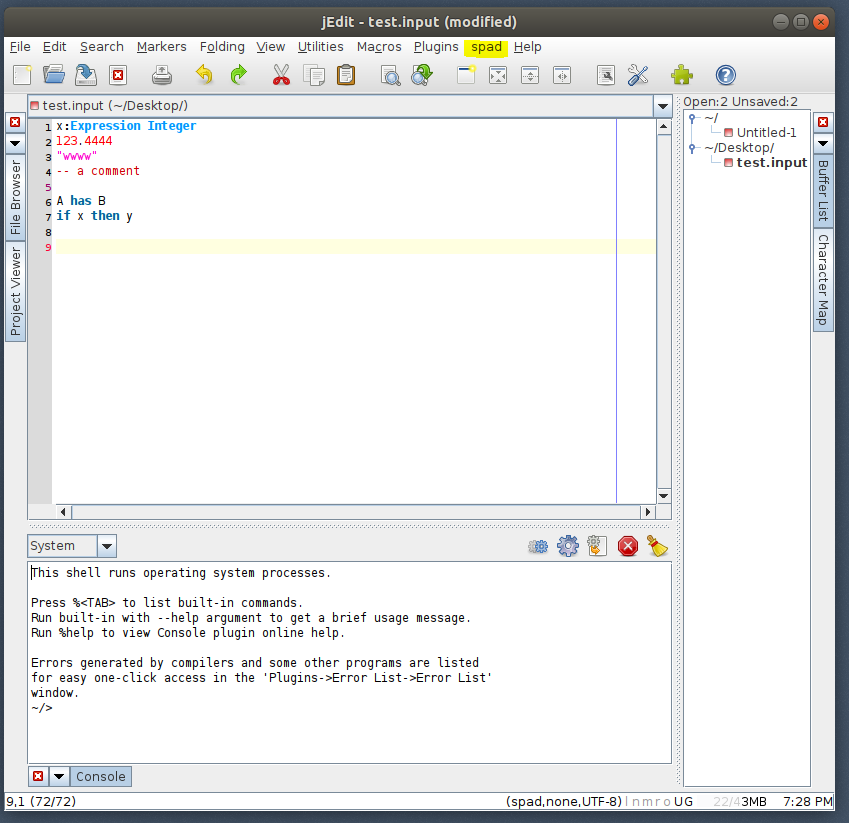 jEdit - test.input (modified)
File Edit Search Markers Folding View Utilities Macros Plugins spad Help
test.input (~/Desktop/)
Open:2 Unsaved:2
~/
Untitled-1
~/Desktop/
test.input
File Browser
Project Viewer
Buffer List
Character Map
1 x:Expression Integer
2 123.4444
3 "wwww"
4 -- a comment
5
6 A has B
7 if x then y
8
9
System
This shell runs operating system processes.
Press %<TAB> to list built-in commands.
Run built-in with --help argument to get a brief usage message.
Run %help to view Console plugin online help.
Errors generated by compilers and some other programs are listed
for easy one-click access in the 'Plugins->Error List->Error List'
window.
~/>
Console
9,1 (72/72) (spad,none,UTF-8) l n m r o UG 22/43MB 7:28 PM